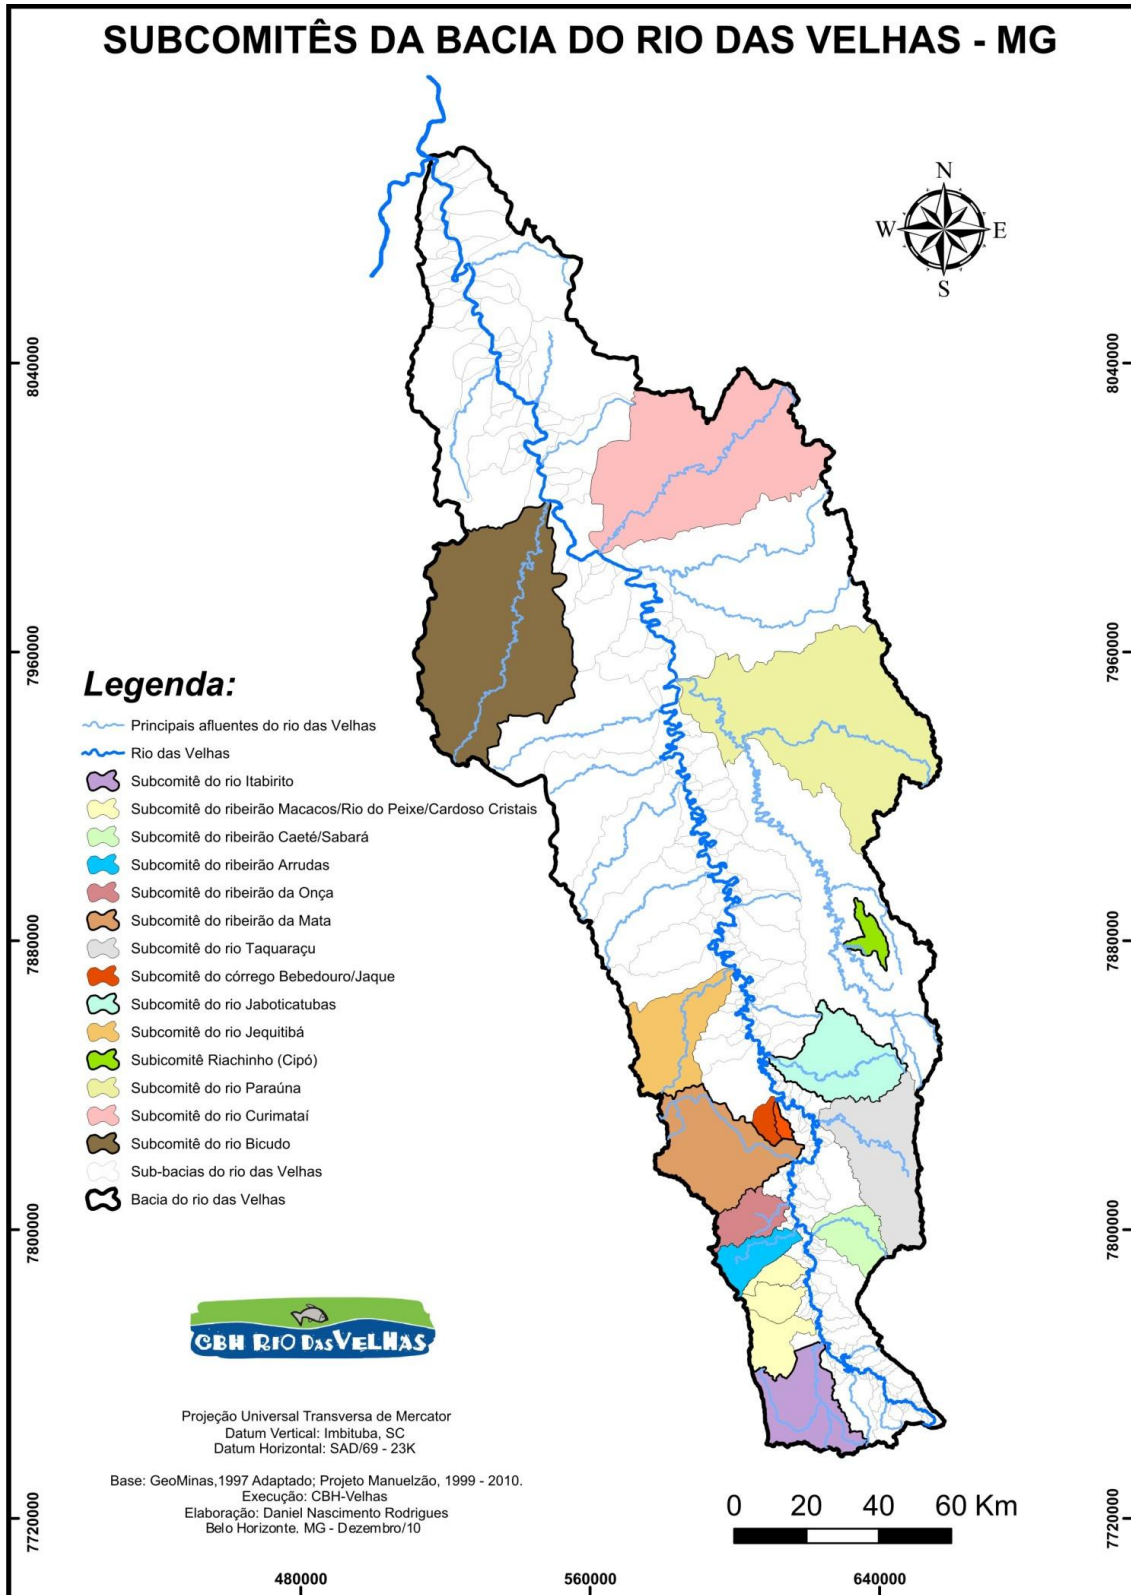 SUBCOMITÊS DA BACIA DO RIO DAS VELHAS - MG
N
W E
S
8040000 8040000
7960000 7960000
7880000 7880000
7800000 7800000
7720000 7720000
Legenda:
Principais afluentes do rio das Velhas
Rio das Velhas
Subcomitê do rio Itabirito
Subcomitê do ribeirão Macacos/Rio do Peixe/Cardoso Cristais
Subcomitê do ribeirão Caeté/Sabará
Subcomitê do ribeirão Arrudas
Subcomitê do ribeirão da Onça
Subcomitê do ribeirão da Mata
Subcomitê do rio Taquaraçu
Subcomitê do córrego Bebedouro/Jaque
Subcomitê do rio Jaboticatubas
Subcomitê do rio Jequitibá
Subicomitê Riachinho (Cipó)
Subcomitê do rio Paraúna
Subcomitê do rio Curimataí
Subcomitê do rio Bicudo
Sub-bacias do rio das Velhas
Bacia do rio das Velhas
CBH RIO DAS VELHAS
Projeção Universal Transversa de Mercator
Datum Vertical: Imbituba, SC
Datum Horizontal: SAD/69 - 23K
Base: GeoMinas,1997 Adaptado; Projeto Manuelzão, 1999 - 2010.
Execução: CBH-Velhas
Elaboração: Daniel Nascimento Rodrigues
Belo Horizonte. MG - Dezembro/10
0 20 40 60 Km
480000 560000 640000